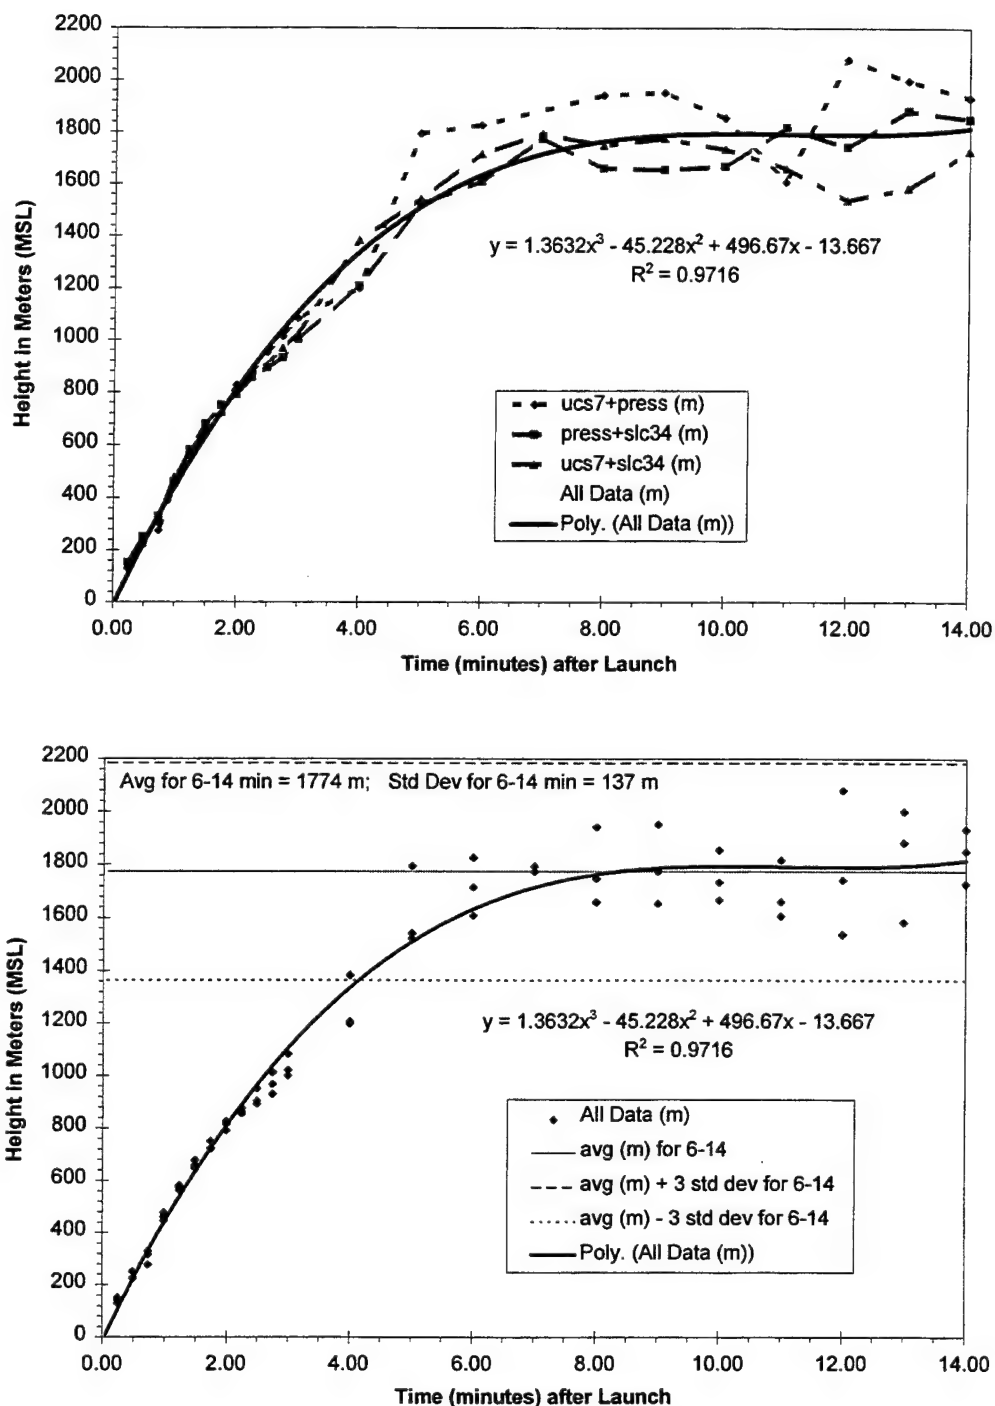 2200
2000
1800
1600
1400
1200
1000
800
600
400
200
0
Height in Meters (MSL)
y = 1.3632x³ - 45.228x² + 496.67x - 13.667
R² = 0.9716
ucs7+press (m)
press+slc34 (m)
ucs7+slc34 (m)
All Data (m)
Poly. (All Data (m))
0.00 2.00 4.00 6.00 8.00 10.00 12.00 14.00
Time (minutes) after Launch
2200
2000
1800
1600
1400
1200
1000
800
600
400
200
0
Height in Meters (MSL)
Avg for 6-14 min = 1774 m; Std Dev for 6-14 min = 137 m
y = 1.3632x³ - 45.228x² + 496.67x - 13.667
R² = 0.9716
All Data (m)
avg (m) for 6-14
avg (m) + 3 std dev for 6-14
avg (m) - 3 std dev for 6-14
Poly. (All Data (m))
0.00 2.00 4.00 6.00 8.00 10.00 12.00 14.00
Time (minutes) after Launch